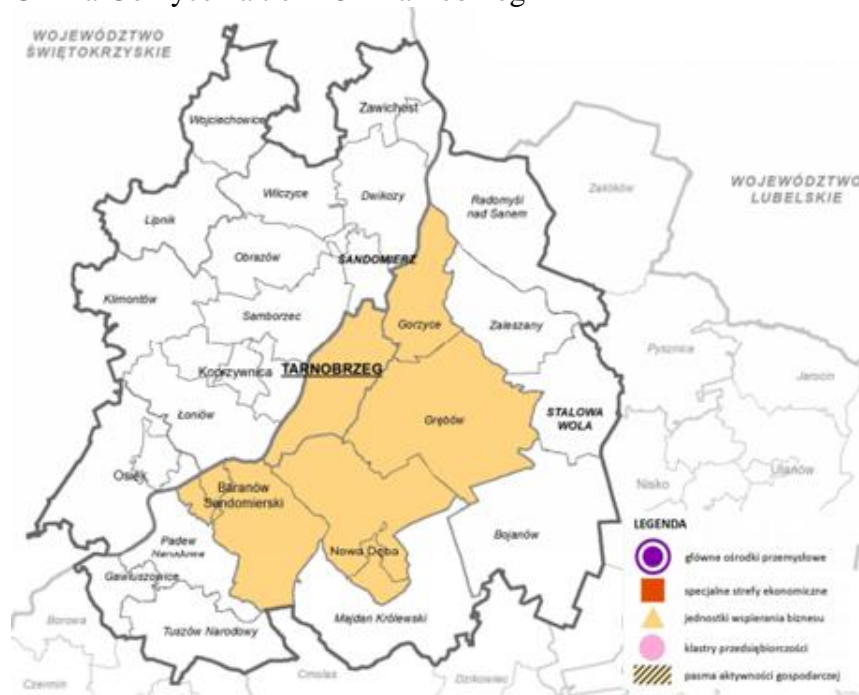 WOJEWÓDZTWO
ŚWIĘTOKRZYSKIE
Zawichost
Wojciechowice
Zaklików
WOJEWÓDZTWO
LUBELSKIE
Wilczyce
Dwikozy
Radomyśl
nad Sanem
Lipnik
Obrazów
SANDOMIERZ
Klimontów
Samborzec
Gorzyce
Zaleszany
Pysznica
Jarocin
Koprzywnica
TARNOBRZEG
Łoniów
Grębów
STALOWA
WOLA
Osiek
Baranów
Sandomierski
Nisko
Ulanów
Padew
Narodowa
Nowa Dęba
Bojanów
Gawłuszowice
Borowa
Tuszów Narodowy
Majdan Królewski
Czermin
Cmolas
Dzikowiec
LEGENDA
główne ośrodki przemysłowe
specjalne strefy ekonomiczne
jednostki wspierania biznesu
klastry przedsiębiorczości
pasma aktywności gospodarczej